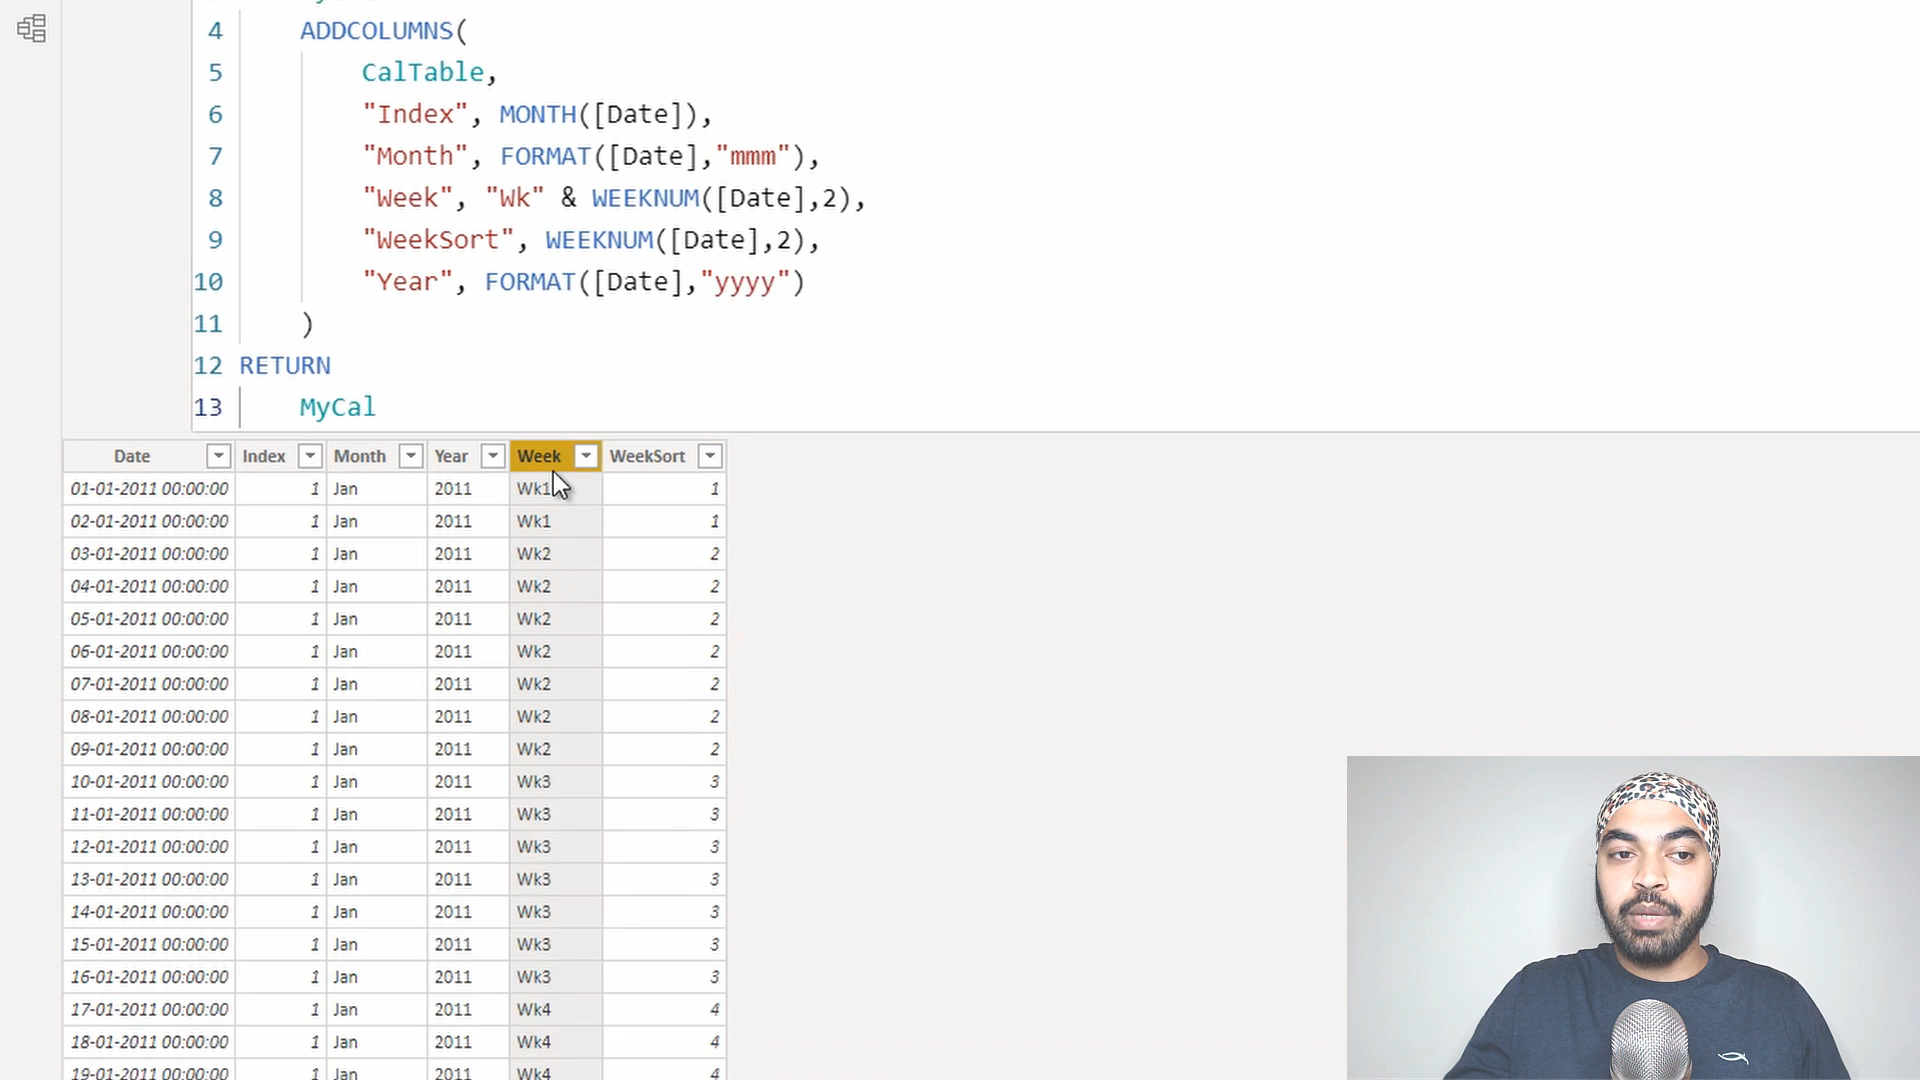 4 ADDCOLUMNS(
5 CalTable,
6 "Index", MONTH([Date]),
7 "Month", FORMAT([Date],"mmm"),
8 "Week", "Wk" & WEEKNUM([Date],2),
9 "WeekSort", WEEKNUM([Date],2),
10 "Year", FORMAT([Date],"yyyy")
11 )
12 RETURN
13 MyCal
Date Index Month Year Week WeekSort
01-01-2011 00:00:00 1 Jan 2011 Wk1 1
02-01-2011 00:00:00 1 Jan 2011 Wk1 1
03-01-2011 00:00:00 1 Jan 2011 Wk2 2
04-01-2011 00:00:00 1 Jan 2011 Wk2 2
05-01-2011 00:00:00 1 Jan 2011 Wk2 2
06-01-2011 00:00:00 1 Jan 2011 Wk2 2
07-01-2011 00:00:00 1 Jan 2011 Wk2 2
08-01-2011 00:00:00 1 Jan 2011 Wk2 2
09-01-2011 00:00:00 1 Jan 2011 Wk2 2
10-01-2011 00:00:00 1 Jan 2011 Wk3 3
11-01-2011 00:00:00 1 Jan 2011 Wk3 3
12-01-2011 00:00:00 1 Jan 2011 Wk3 3
13-01-2011 00:00:00 1 Jan 2011 Wk3 3
14-01-2011 00:00:00 1 Jan 2011 Wk3 3
15-01-2011 00:00:00 1 Jan 2011 Wk3 3
16-01-2011 00:00:00 1 Jan 2011 Wk3 3
17-01-2011 00:00:00 1 Jan 2011 Wk4 4
18-01-2011 00:00:00 1 Jan 2011 Wk4 4
19-01-2011 00:00:00 1 Jan 2011 Wk4 4